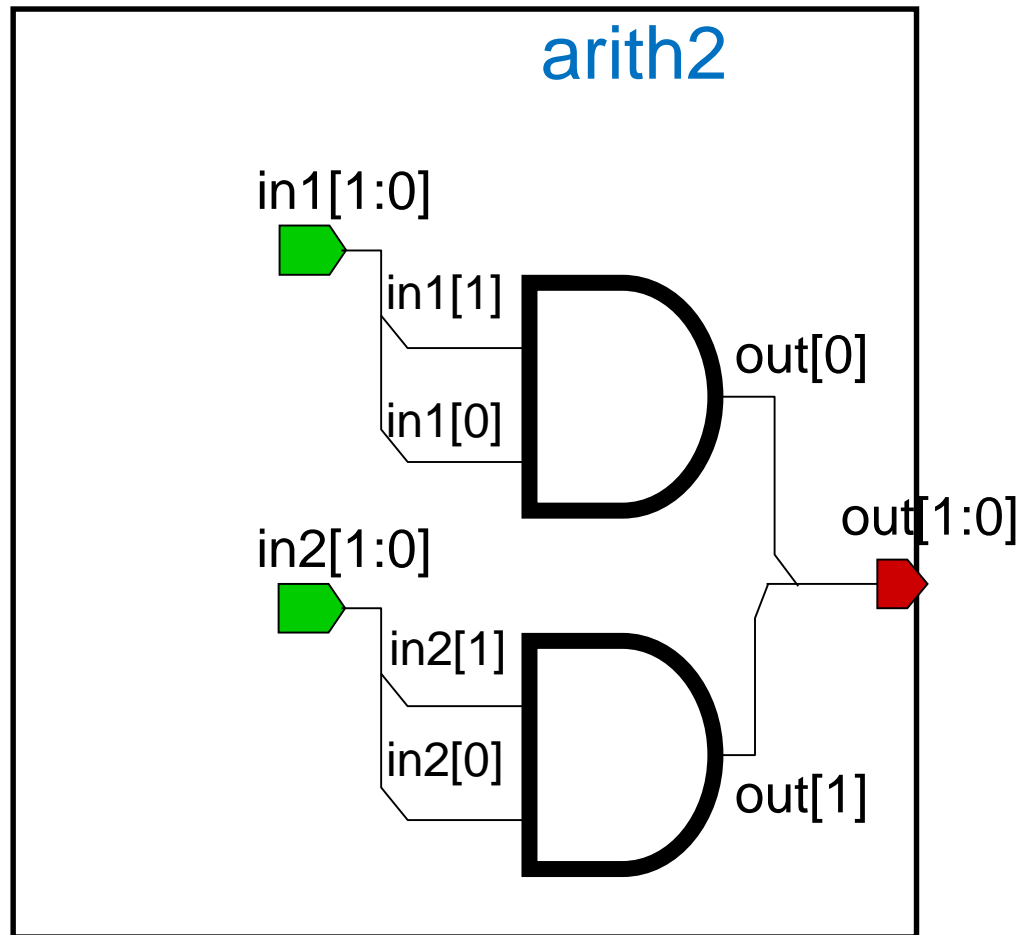 arith2
in1[1:0]
in1[1]
out[0]
in1[0]
out[1:0]
in2[1:0]
in2[1]
in2[0]
out[1]